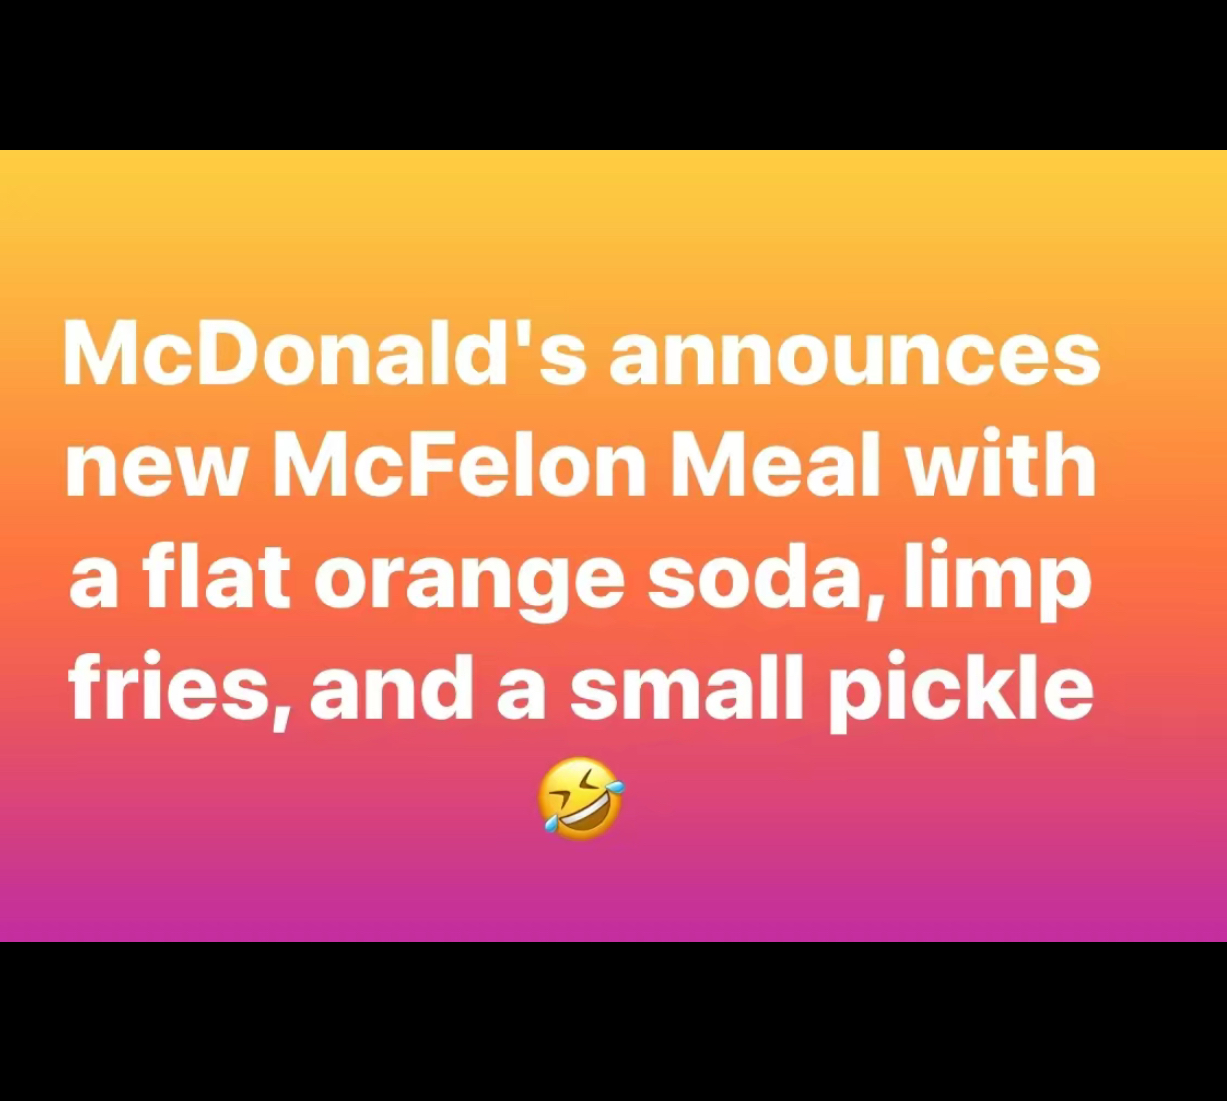 McDonald's announces
new McFelon Meal with
a flat orange soda, limp
fries, and a small pickle
🤣